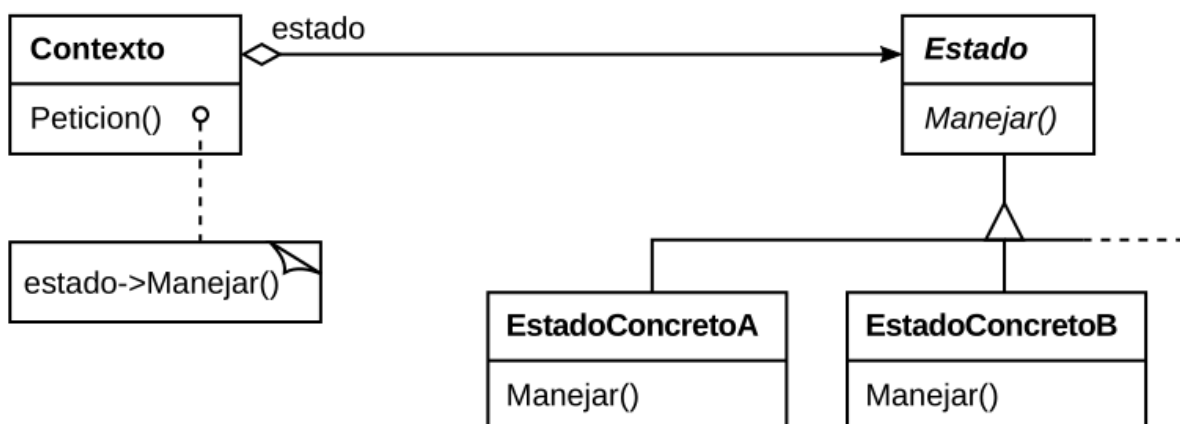 estado
Contexto
Estado
Peticion()
Manejar()
estado->Manejar()
EstadoConcretoA
EstadoConcretoB
Manejar()
Manejar()